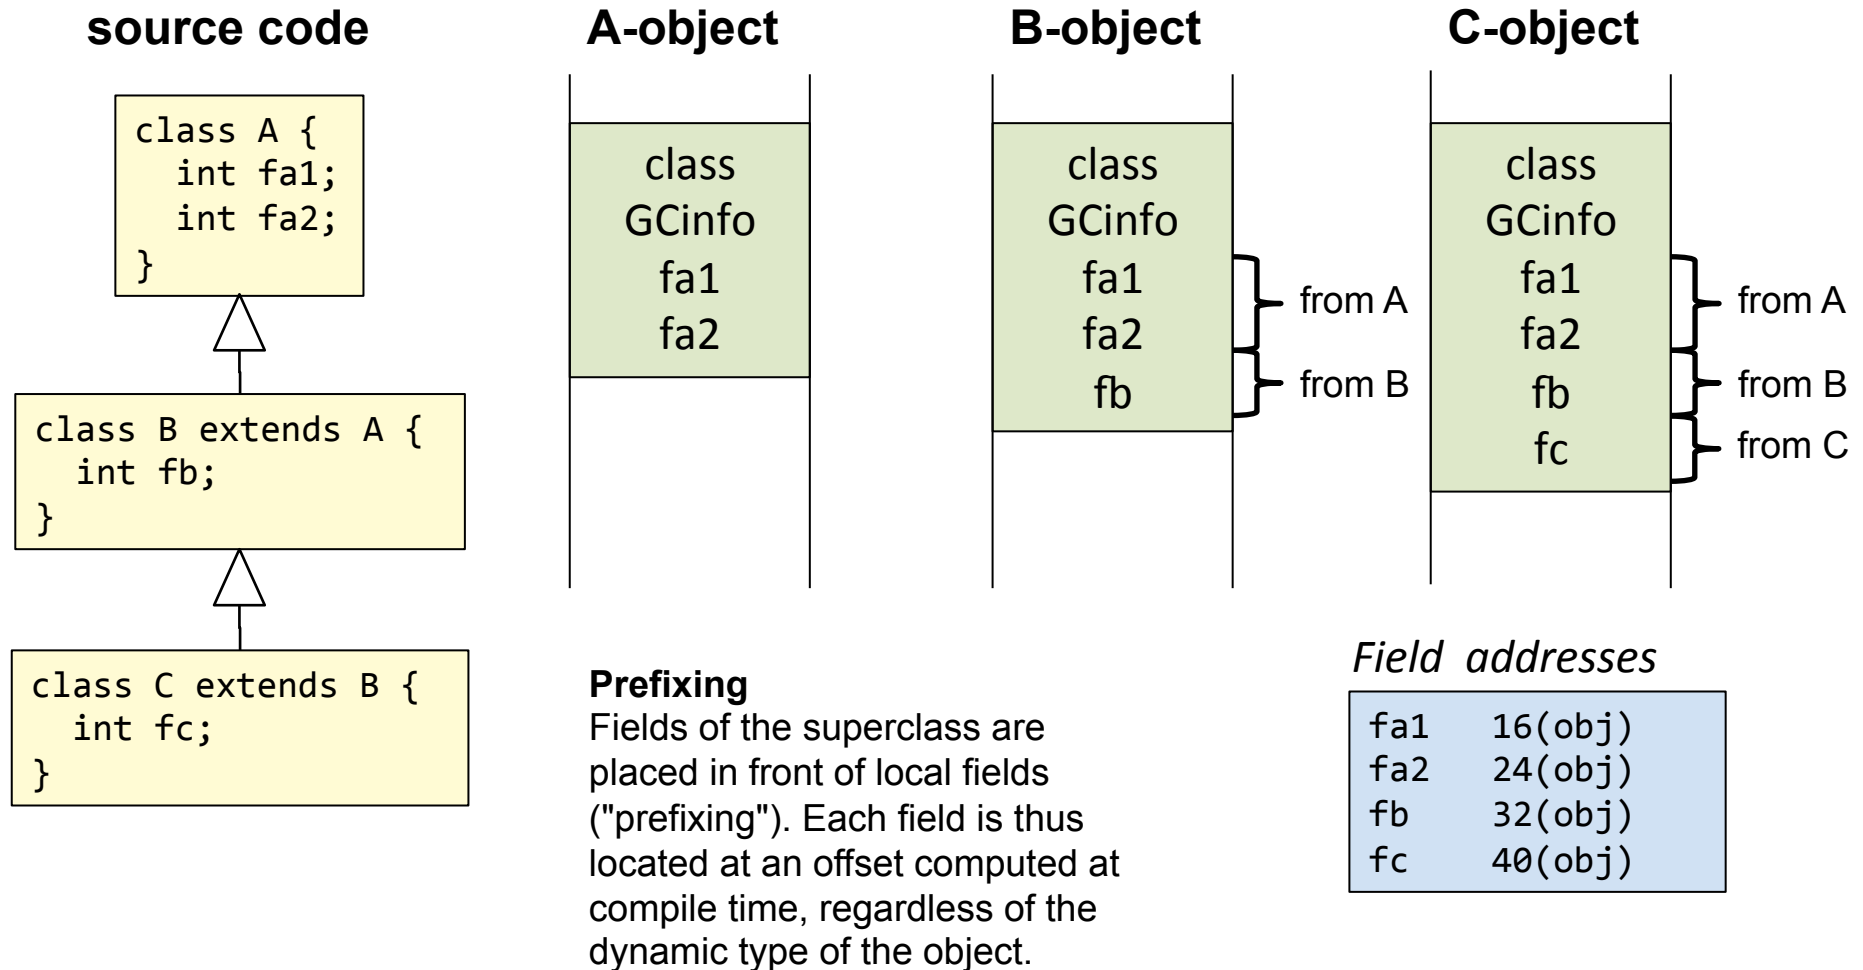 source code
A-object
B-object
C-object
class A {
  int fa1;
  int fa2;
}
class B extends A {
  int fb;
}
class C extends B {
  int fc;
}
class
GCinfo
fa1
fa2
class
GCinfo
fa1
fa2
fb
from A
from B
class
GCinfo
fa1
fa2
fb
fc
from A
from B
from C
Prefixing
Fields of the superclass are
placed in front of local fields
("prefixing"). Each field is thus
located at an offset computed at
compile time, regardless of the
dynamic type of the object.
Field addresses
fa1 16(obj)
fa2 24(obj)
fb 32(obj)
fc 40(obj)